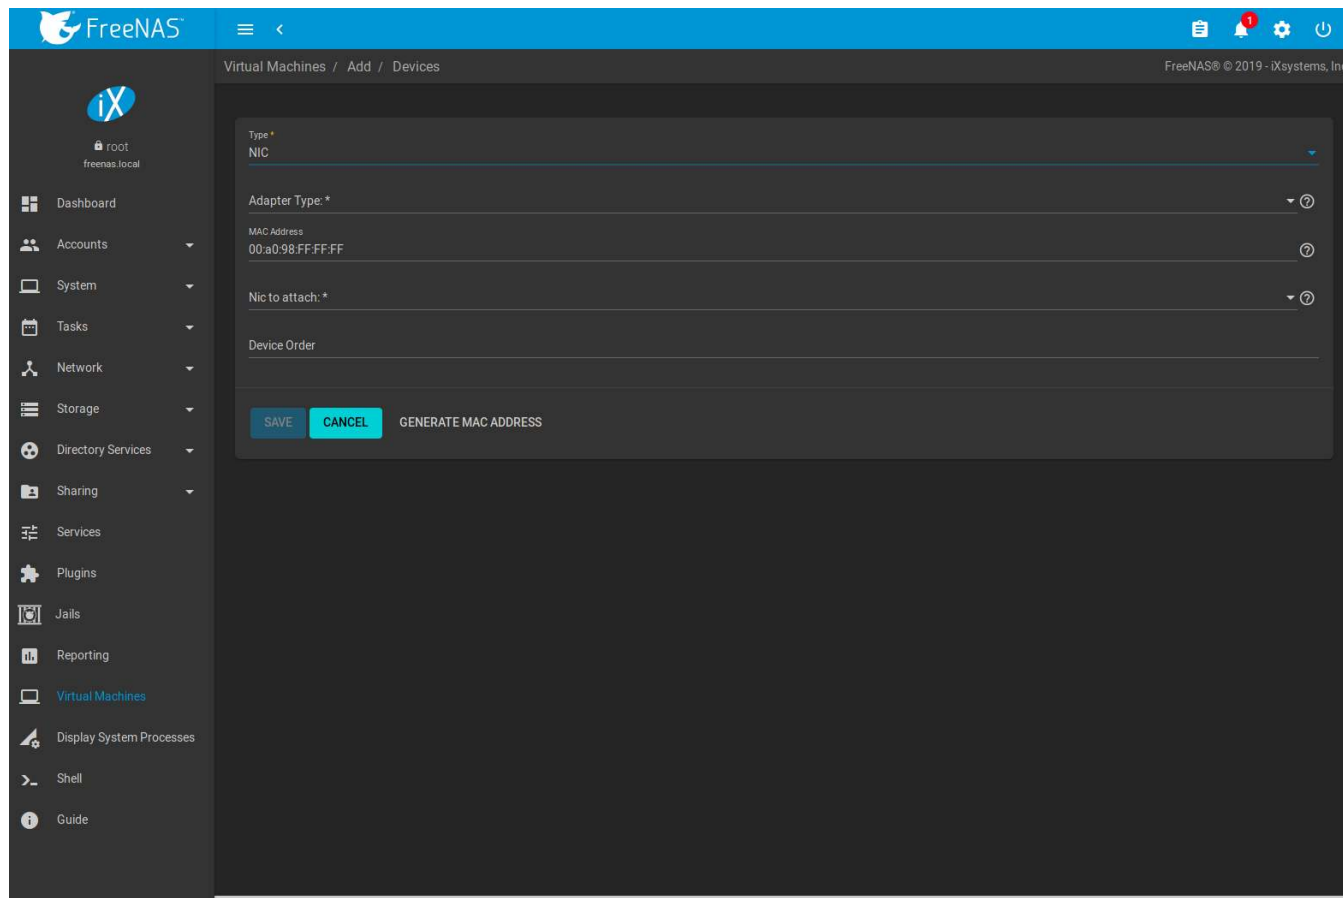 FreeNAS™
1
Virtual Machines / Add / Devices
FreeNAS® © 2019 - iXsystems, Inc
iX
root
freenas.local
Dashboard
Accounts
System
Tasks
Network
Storage
Directory Services
Sharing
Services
Plugins
Jails
Reporting
Virtual Machines
Display System Processes
Shell
Guide
Type *
NIC
Adapter Type: *
MAC Address
00:a0:98:FF:FF:FF
Nic to attach: *
Device Order
SAVE CANCEL GENERATE MAC ADDRESS